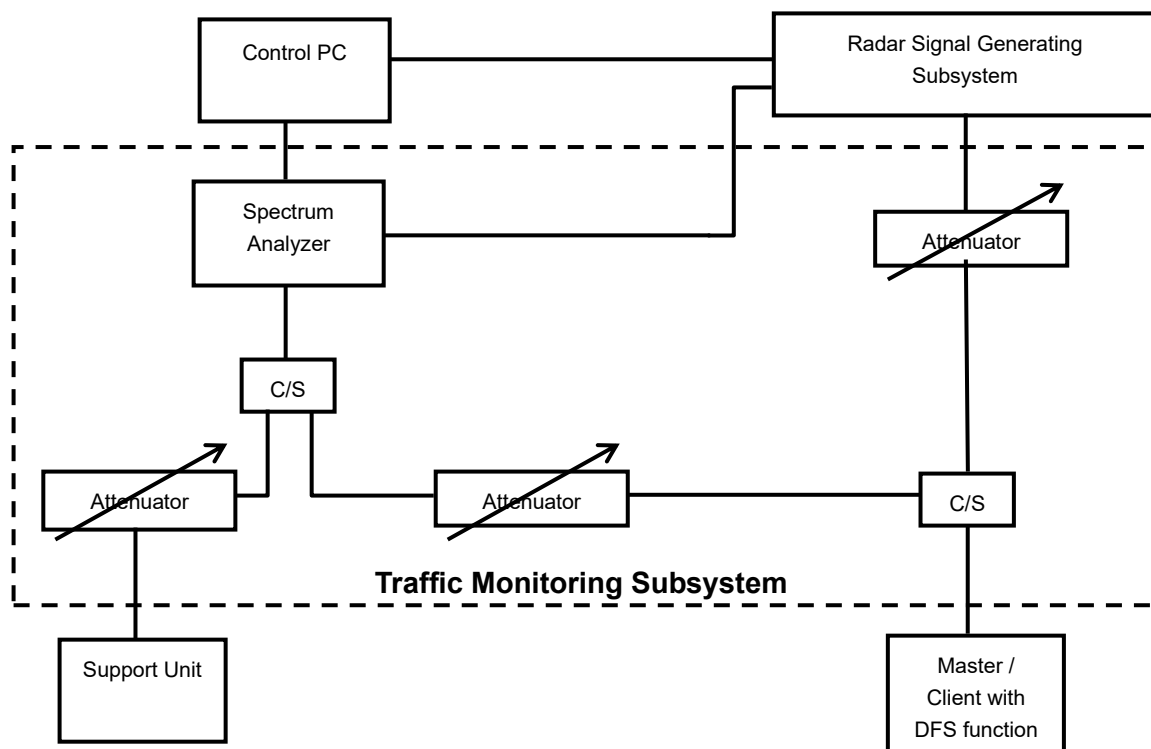 Control PC
Radar Signal Generating
Subsystem
Spectrum
Analyzer
Attenuator
C/S
Attenuator
Attenuator
C/S
Traffic Monitoring Subsystem
Support Unit
Master /
Client with
DFS function